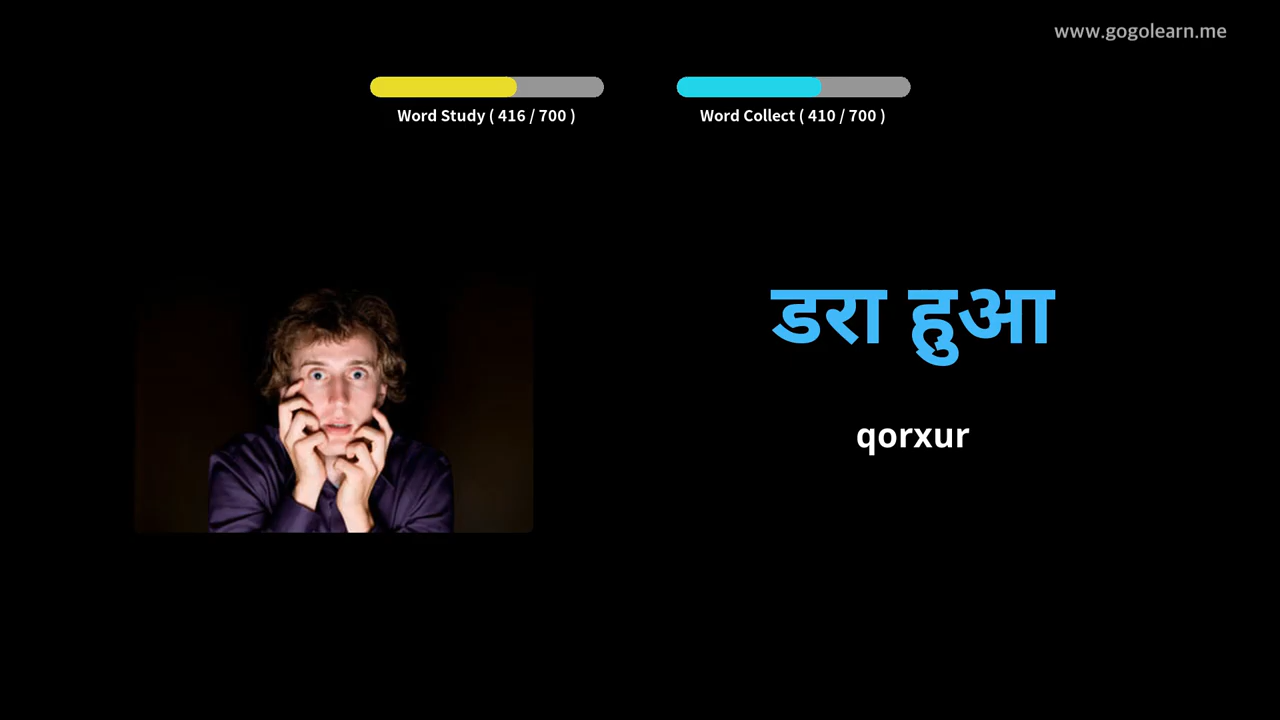 www.gogolearn.me
Word Study ( 416 / 700 )
Word Collect ( 410 / 700 )
डरा हुआ
qorxur